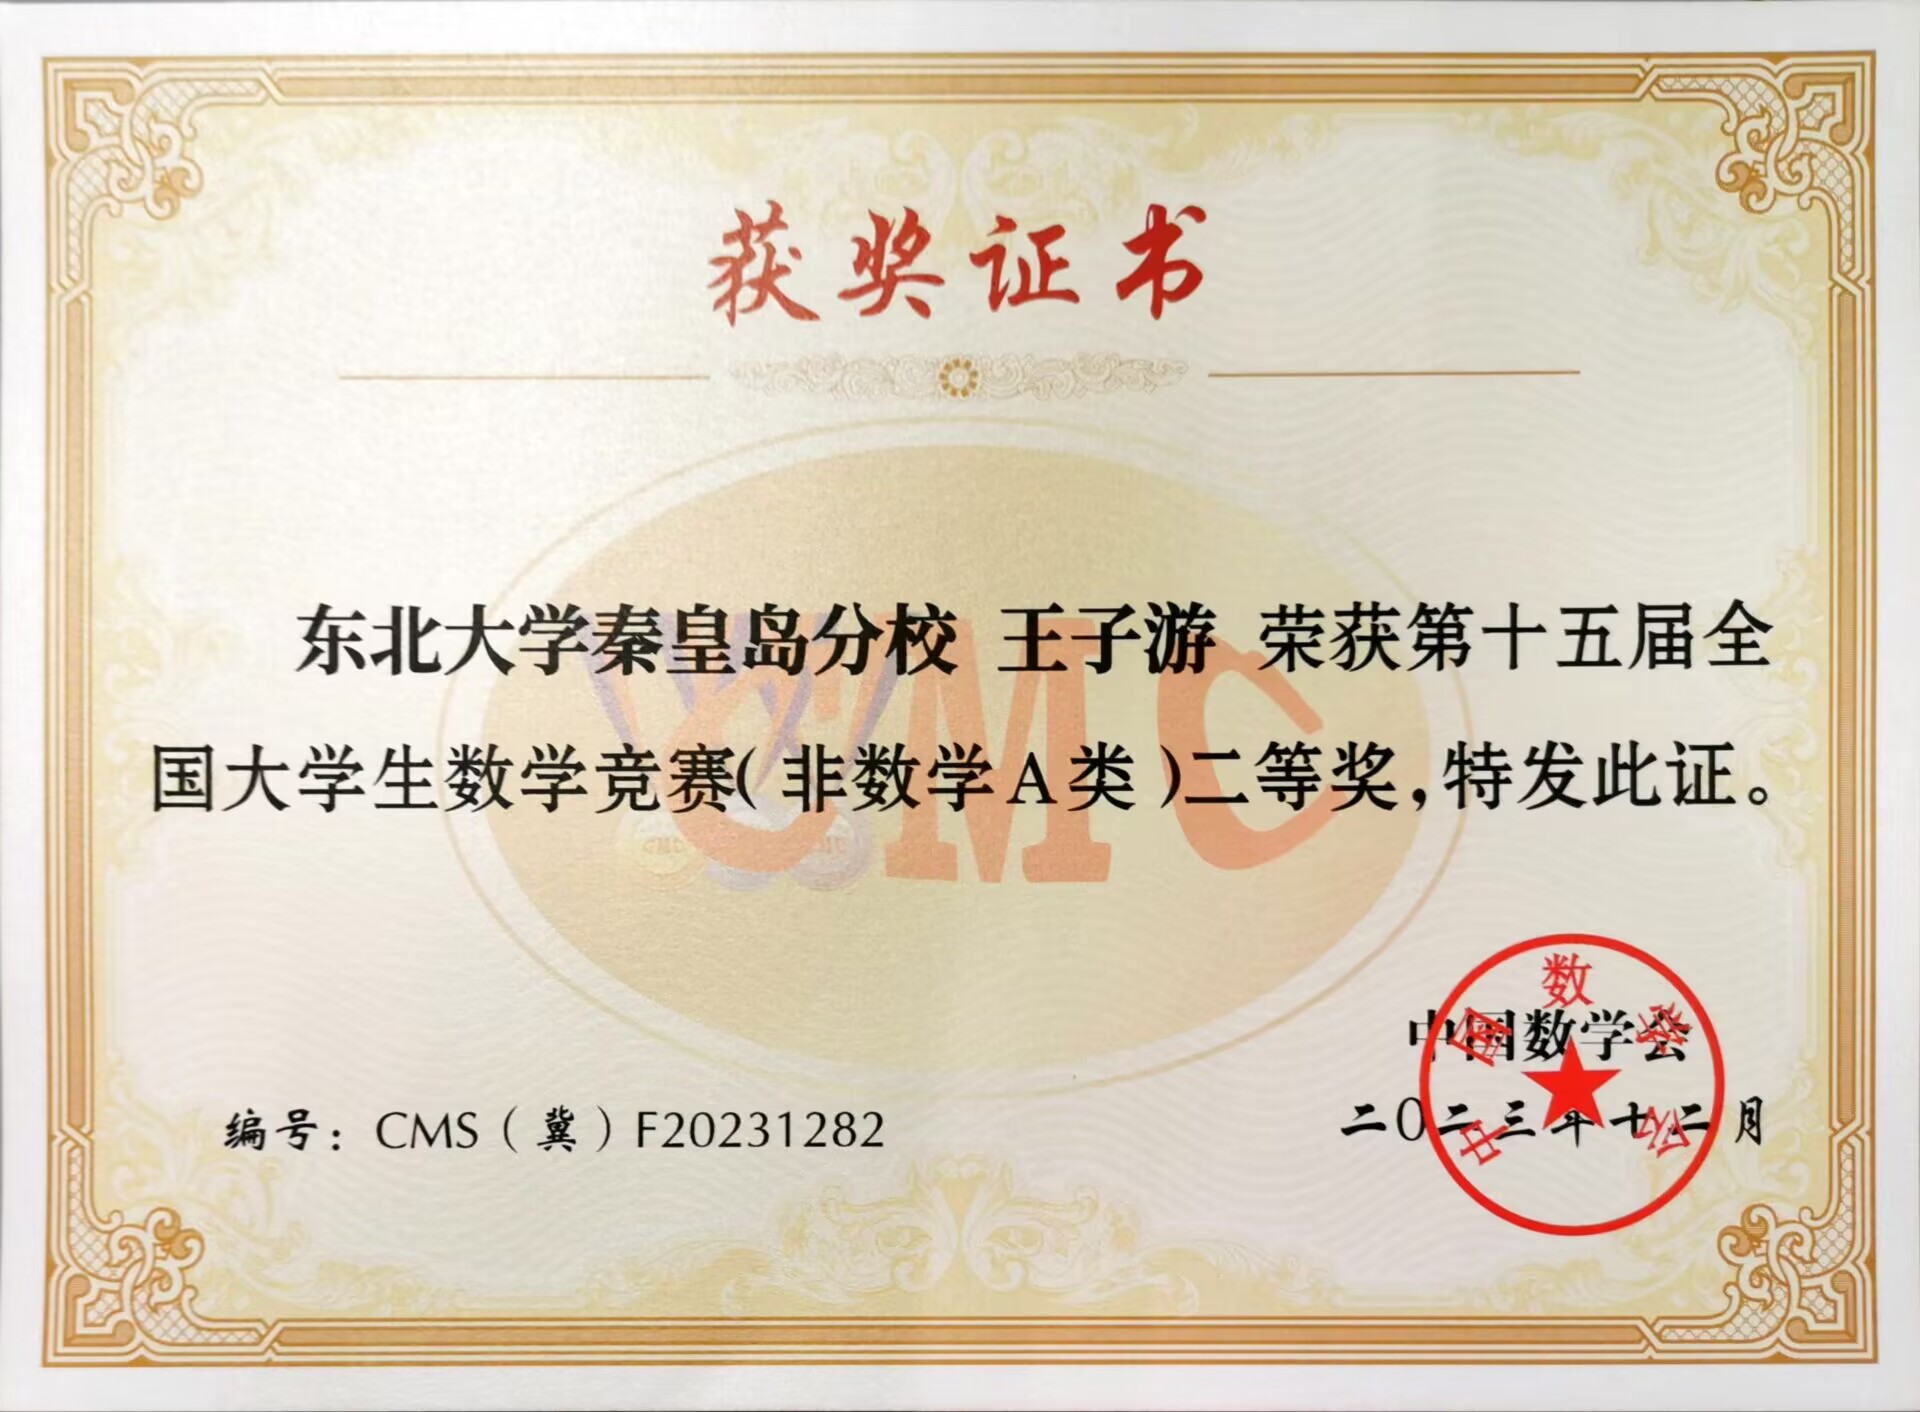 获奖证书
东北大学秦皇岛分校 王子游 荣获第十五届全
国大学生数学竞赛(非数学A类)二等奖,特发此证。
CMC
中国数学会
编号：CMS（冀）F20231282
二〇二三年十二月
中国数学会